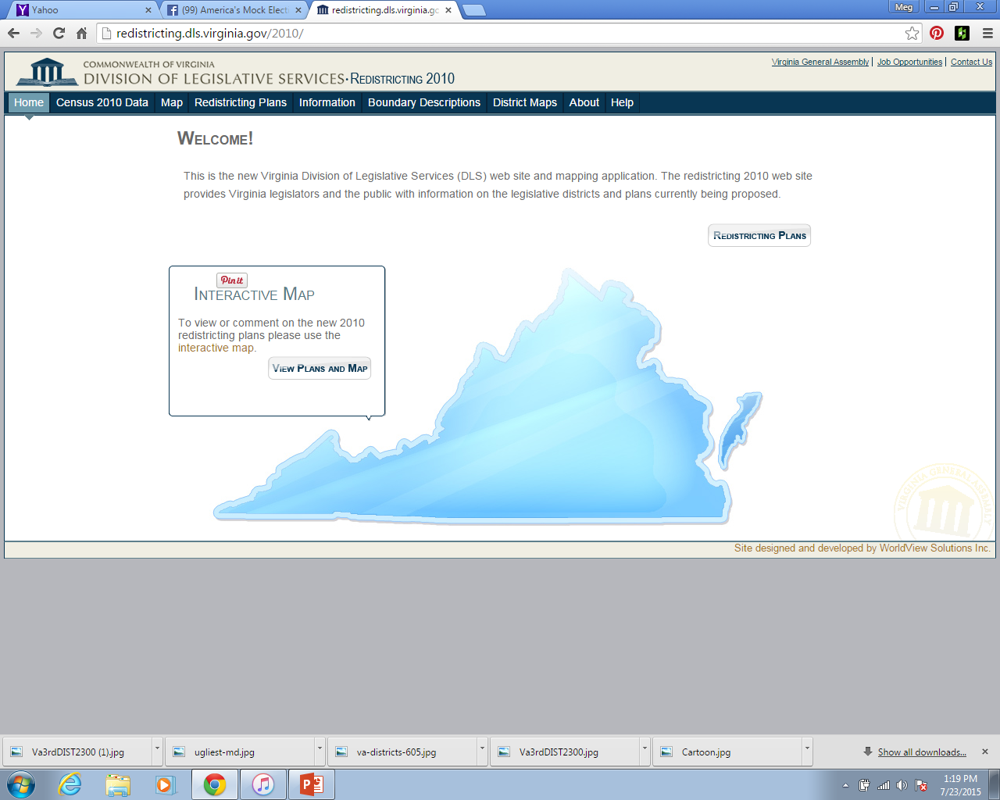 Yahoo
(99) America's Mock Elect
redistricting.dls.virginia.gc
Meg
redistricting.dls.virginia.gov/2010/
COMMONWEALTH OF VIRGINIA
DIVISION OF LEGISLATIVE SERVICES·REDISTRICTING 2010
Virginia General Assembly | Job Opportunities | Contact Us
Home Census 2010 Data Map Redistricting Plans Information Boundary Descriptions District Maps About Help
WELCOME!
This is the new Virginia Division of Legislative Services (DLS) web site and mapping application. The redistricting 2010 web site
provides Virginia legislators and the public with information on the legislative districts and plans currently being proposed.
REDISTRICTING PLANS
Pin it
INTERACTIVE MAP
To view or comment on the new 2010
redistricting plans please use the
interactive map.
VIEW PLANS AND MAP
VIRGINIA GENERAL ASSEMBLY
Site designed and developed by WorldView Solutions Inc.
Va3rdDIST2300 (1).jpg
ugliest-md.jpg
va-districts-605.jpg
Va3rdDIST2300.jpg
Cartoon.jpg
Show all downloads...
1:19 PM
7/23/2015